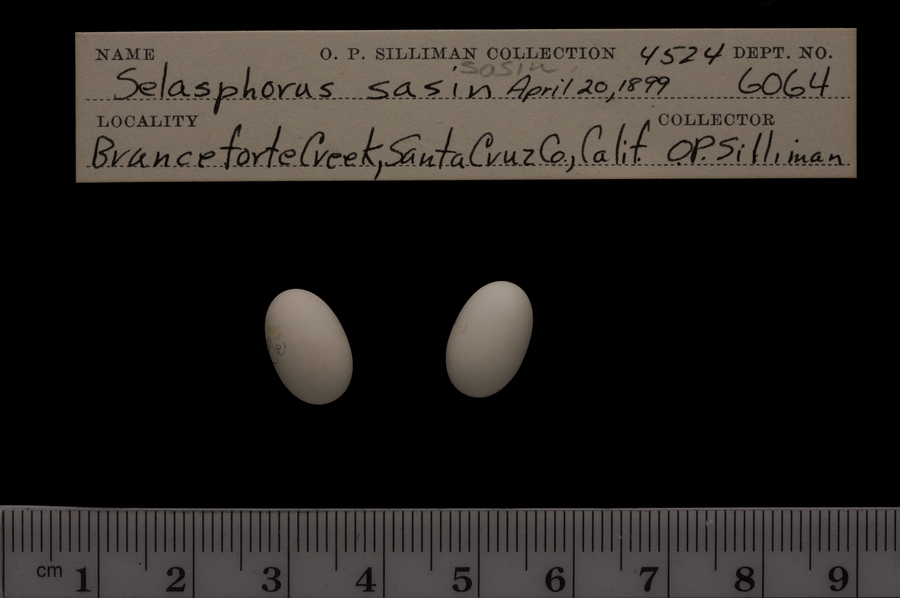 NAME O. P. SILLIMAN COLLECTION 4524 DEPT. NO.
sasin
Selasphorus sasin April 20, 1899 6064
LOCALITY COLLECTOR
Branceforte Creek, Santa Cruz Co., Calif. O.P. Silliman
cm 1 2 3 4 5 6 7 8 9